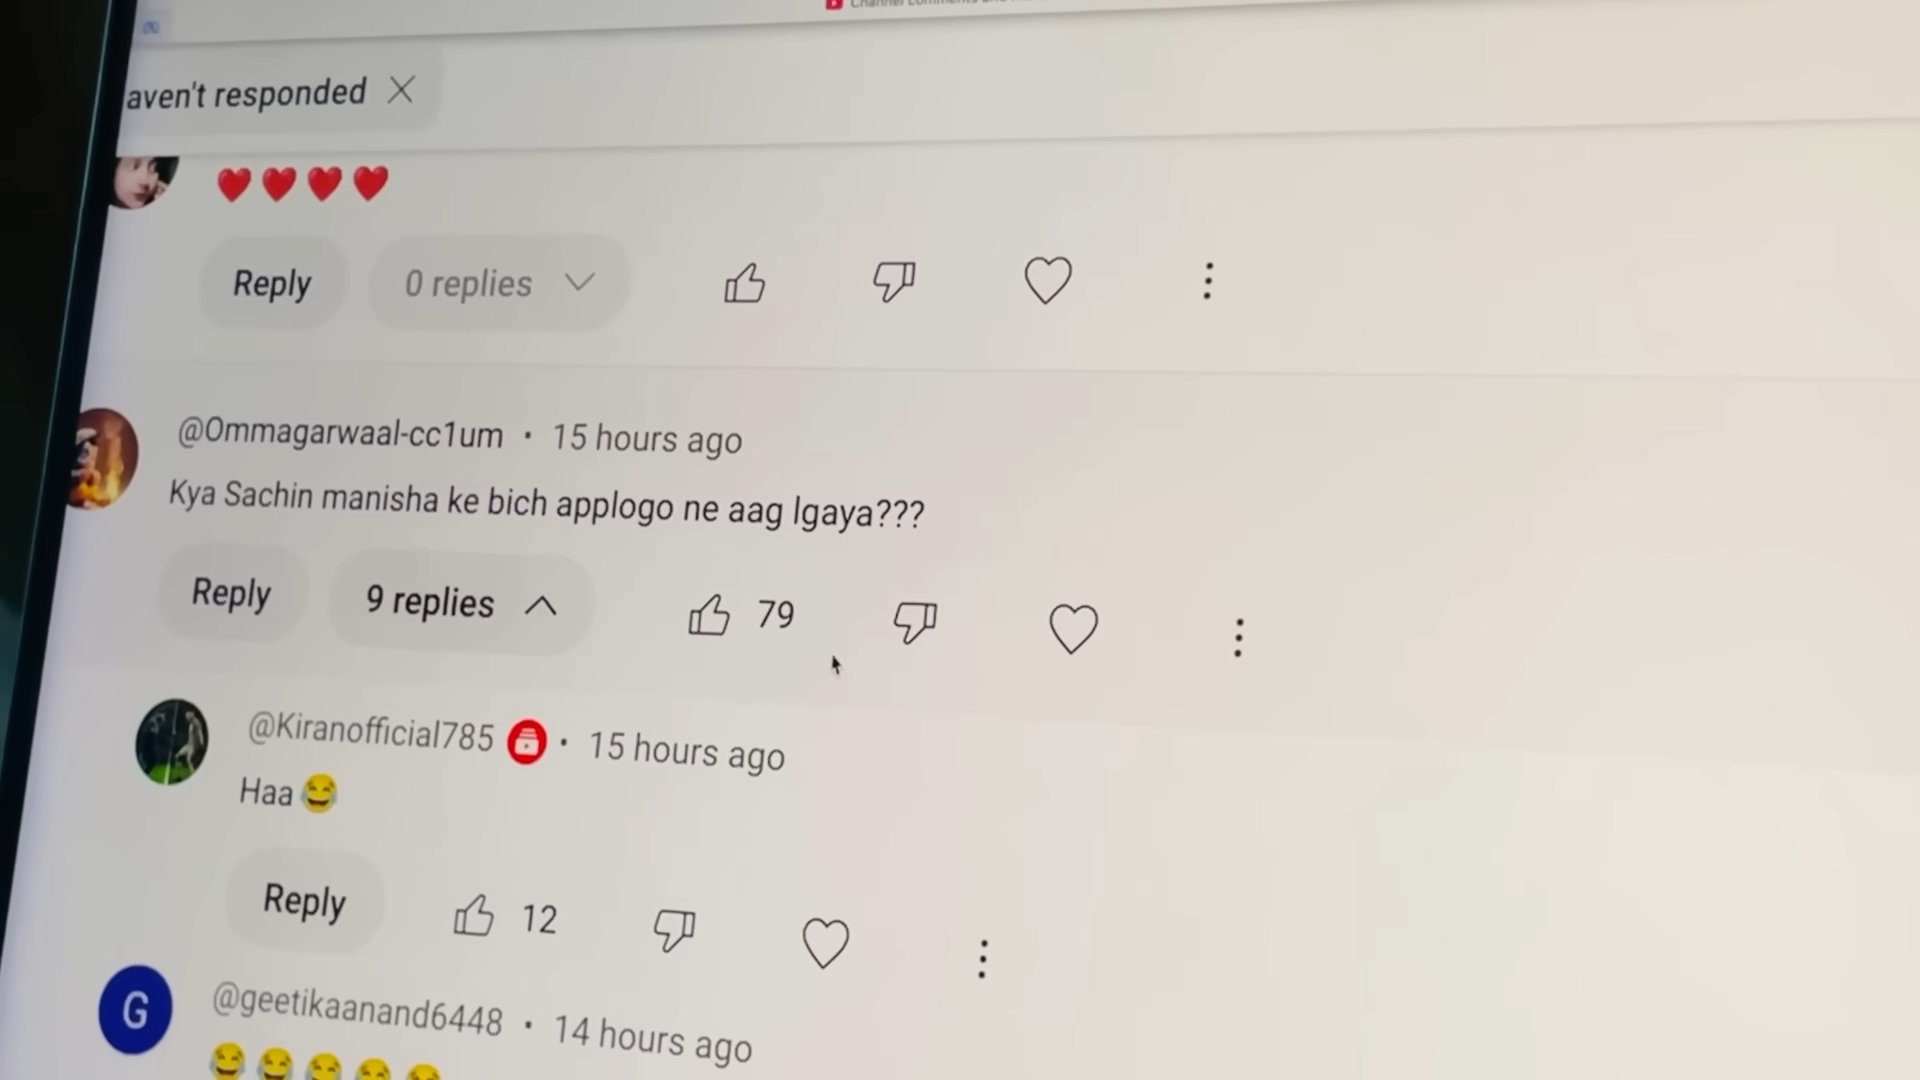 aven't responded
❤️❤️❤️❤️
Reply 0 replies
@Ommagarwaal-cc1um • 15 hours ago
Kya Sachin manisha ke bich applogo ne aag lgaya???
Reply 9 replies 79
@Kiranofficial785 • 15 hours ago
Haa 😂
Reply 12
G @geetikaanand6448 • 14 hours ago
😂😂😂😂😂